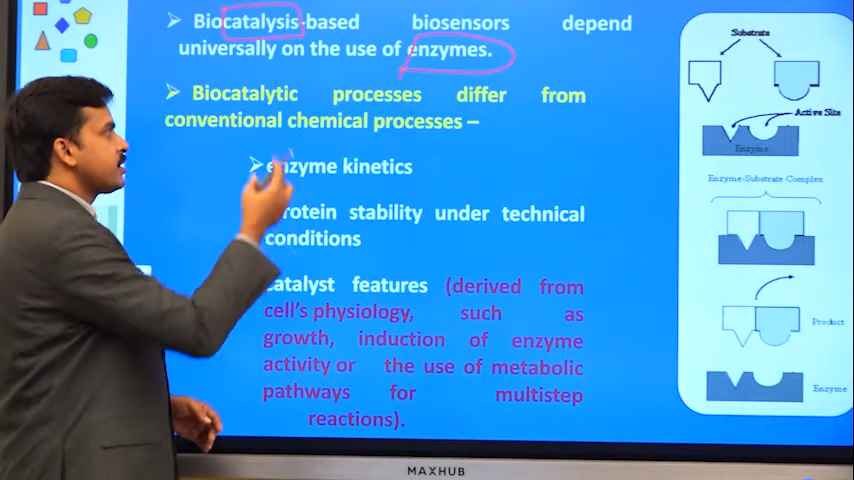 ➢ Biocatalysis-based biosensors depend
universally on the use of enzymes.
➢ Biocatalytic processes differ from
conventional chemical processes –
➢ enzyme kinetics
protein stability under technical
conditions
catalyst features (derived from
cell's physiology, such as
growth, induction of enzyme
activity or the use of metabolic
pathways for multistep
reactions).
Substrate
Active Site
Enzyme
Enzyme-Substrate Complex
Product
Enzyme
MAXHUB